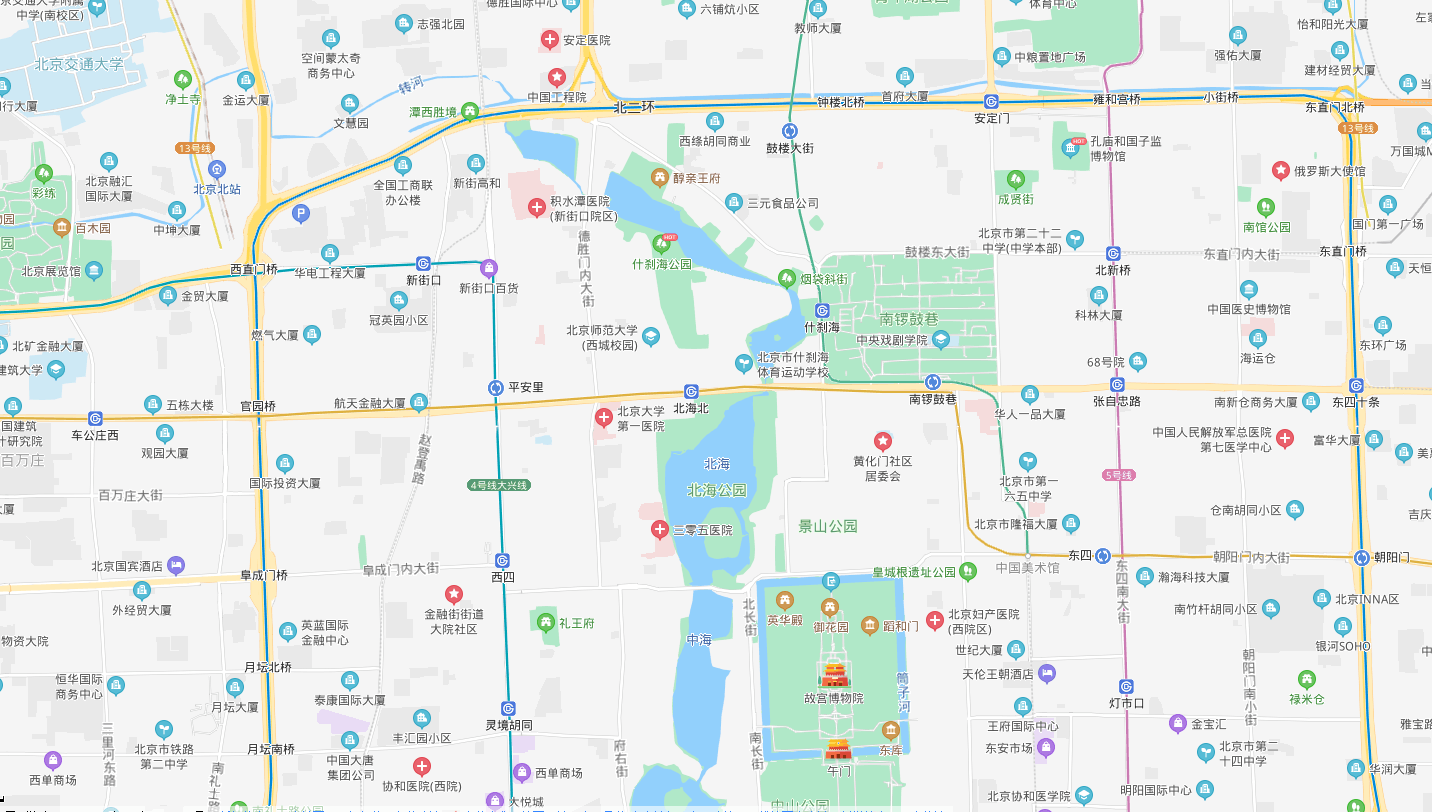 中学(南校区)
德胜国际中心
六铺炕小区
教师大厦
体育中心
怡和阳光大厦
志强北园
安定医院
中粮置地广场
强佑大厦
北京交通大学
空间蒙太奇
商务中心
建材经贸大厦
净土寺
金运大厦
转河
中国工程院
首府大厦
文慧园
潭西胜境
北二环
钟楼北桥
雍和宫桥
小街桥
东直门北桥
安定门
13号线
13号线
西绦胡同商业
鼓楼大街
孔庙和国子监
博物馆
HOT
彩练
北京融汇
国际大厦
北京北站
全国工商联
办公楼
新街高和
醇亲王府
成贤街
俄罗斯大使馆
中坤大厦
P
积水潭医院
(新街口院区)
三元食品公司
南馆公园
国门第一广场
百木园
德胜门内大街
北京市第二十二
中学(中学本部)
北京展览馆
西直门桥
华电工程大厦
新街口
新街口百货
HOT
什刹海公园
烟袋斜街
鼓楼东大街
北新桥
东直门内大街
东直门桥
金贸大厦
冠英园小区
什刹海
南锣鼓巷
科林大厦
中国医史博物馆
燃气大厦
北京师范大学
(西城校园)
中央戏剧学院
北矿金融大厦
东环广场
海运仓
北京市什刹海
体育运动学校
68号院
平安里
五栋大楼
官园桥
航天金融大厦
北海北
南锣鼓巷
张自忠路
南新仓商务大厦
东四十条
车公庄西
北京大学
第一医院
华人一品大厦
中国人民解放军总医院
第七医学中心
富华大厦
观园大厦
赵登禹路
黄化门社区
居委会
百万庄
北海
国际投资大厦
4号线大兴线
北海公园
5号线
北京市第一
六五中学
百万庄大街
仓南胡同小区
三零五医院
景山公园
北京市隆福大厦
北京国宾酒店
阜成门桥
阜成门内大街
西四
皇城根遗址公园
中国美术馆
东四
朝阳门内大街
朝阳门
东四南大街
瀚海科技大厦
外经贸大厦
金融街街道
大院社区
礼王府
北长街
英华殿
御花园
蹈和门
北京妇产医院
(西院区)
南竹杆胡同小区
北京INNA区
英蓝国际
金融中心
中海
世纪大厦
银河SOHO
物资大院
月坛北桥
天伦王朝酒店
朝阳门南小街
恒华国际
商务中心
月坛大厦
泰康国际大厦
故宫博物院
筒子河
灯市口
禄米仓
灵境胡同
王府国际中心
金宝汇
三里河东路
北京市铁路
第二中学
月坛南桥
丰汇园小区
府右街
南长街
东库
东安市场
北京市第二
十四中学
西单商场
南礼士路
中国大唐
集团公司
协和医院(西院)
西单商场
午门
北京协和医学院
明阳国际中心
华润大厦
大悦城
中山公园